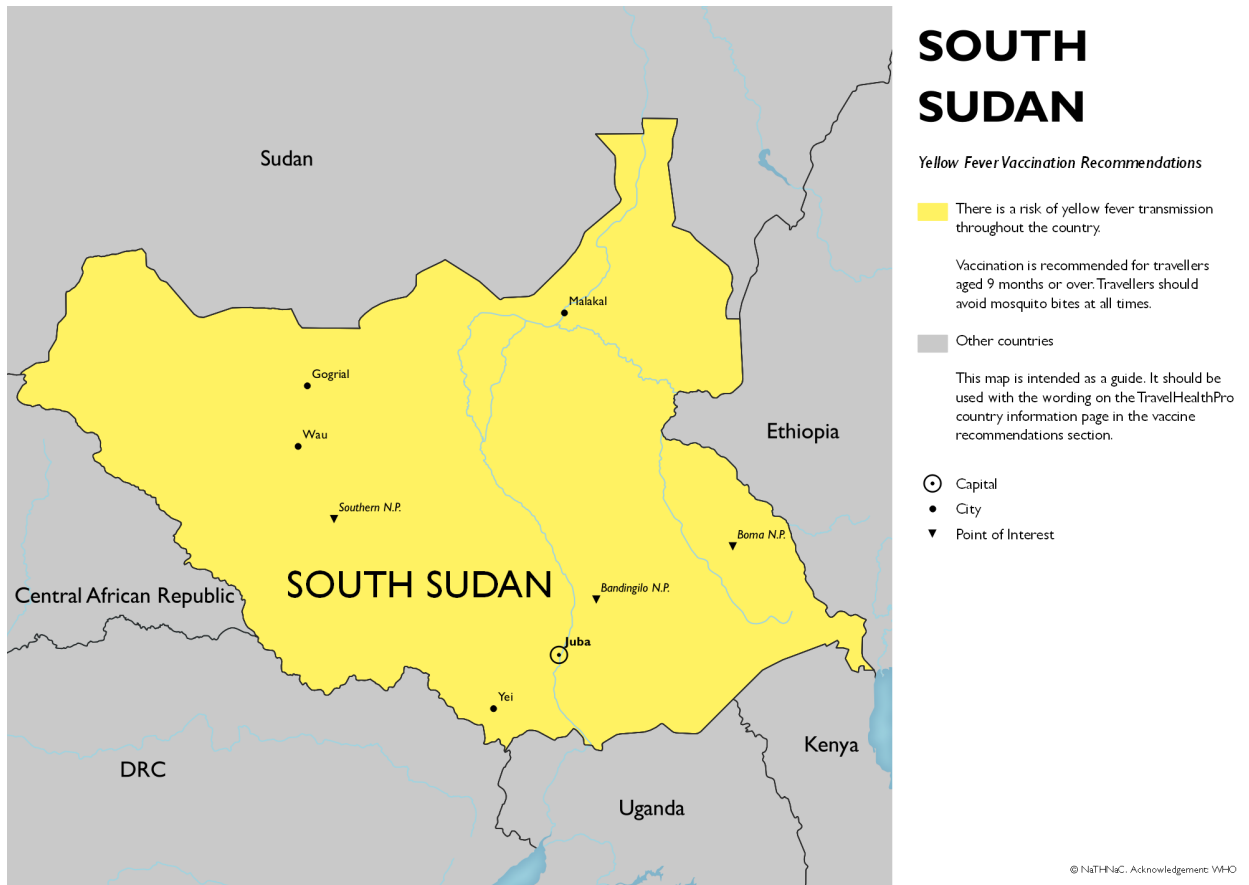 SOUTH
SUDAN
Yellow Fever Vaccination Recommendations
There is a risk of yellow fever transmission
throughout the country.
Vaccination is recommended for travellers
aged 9 months or over. Travellers should
avoid mosquito bites at all times.
Other countries
This map is intended as a guide. It should be
used with the wording on the TravelHealthPro
country information page in the vaccine
recommendations section.
Capital
City
Point of Interest
Sudan
Malakal
Gogrial
Wau
Ethiopia
Southern N.P.
Boma N.P.
SOUTH SUDAN
Bandingilo N.P.
Central African Republic
Juba
Yei
Kenya
DRC
Uganda
© NaTHNaC. Acknowledgement: WHO